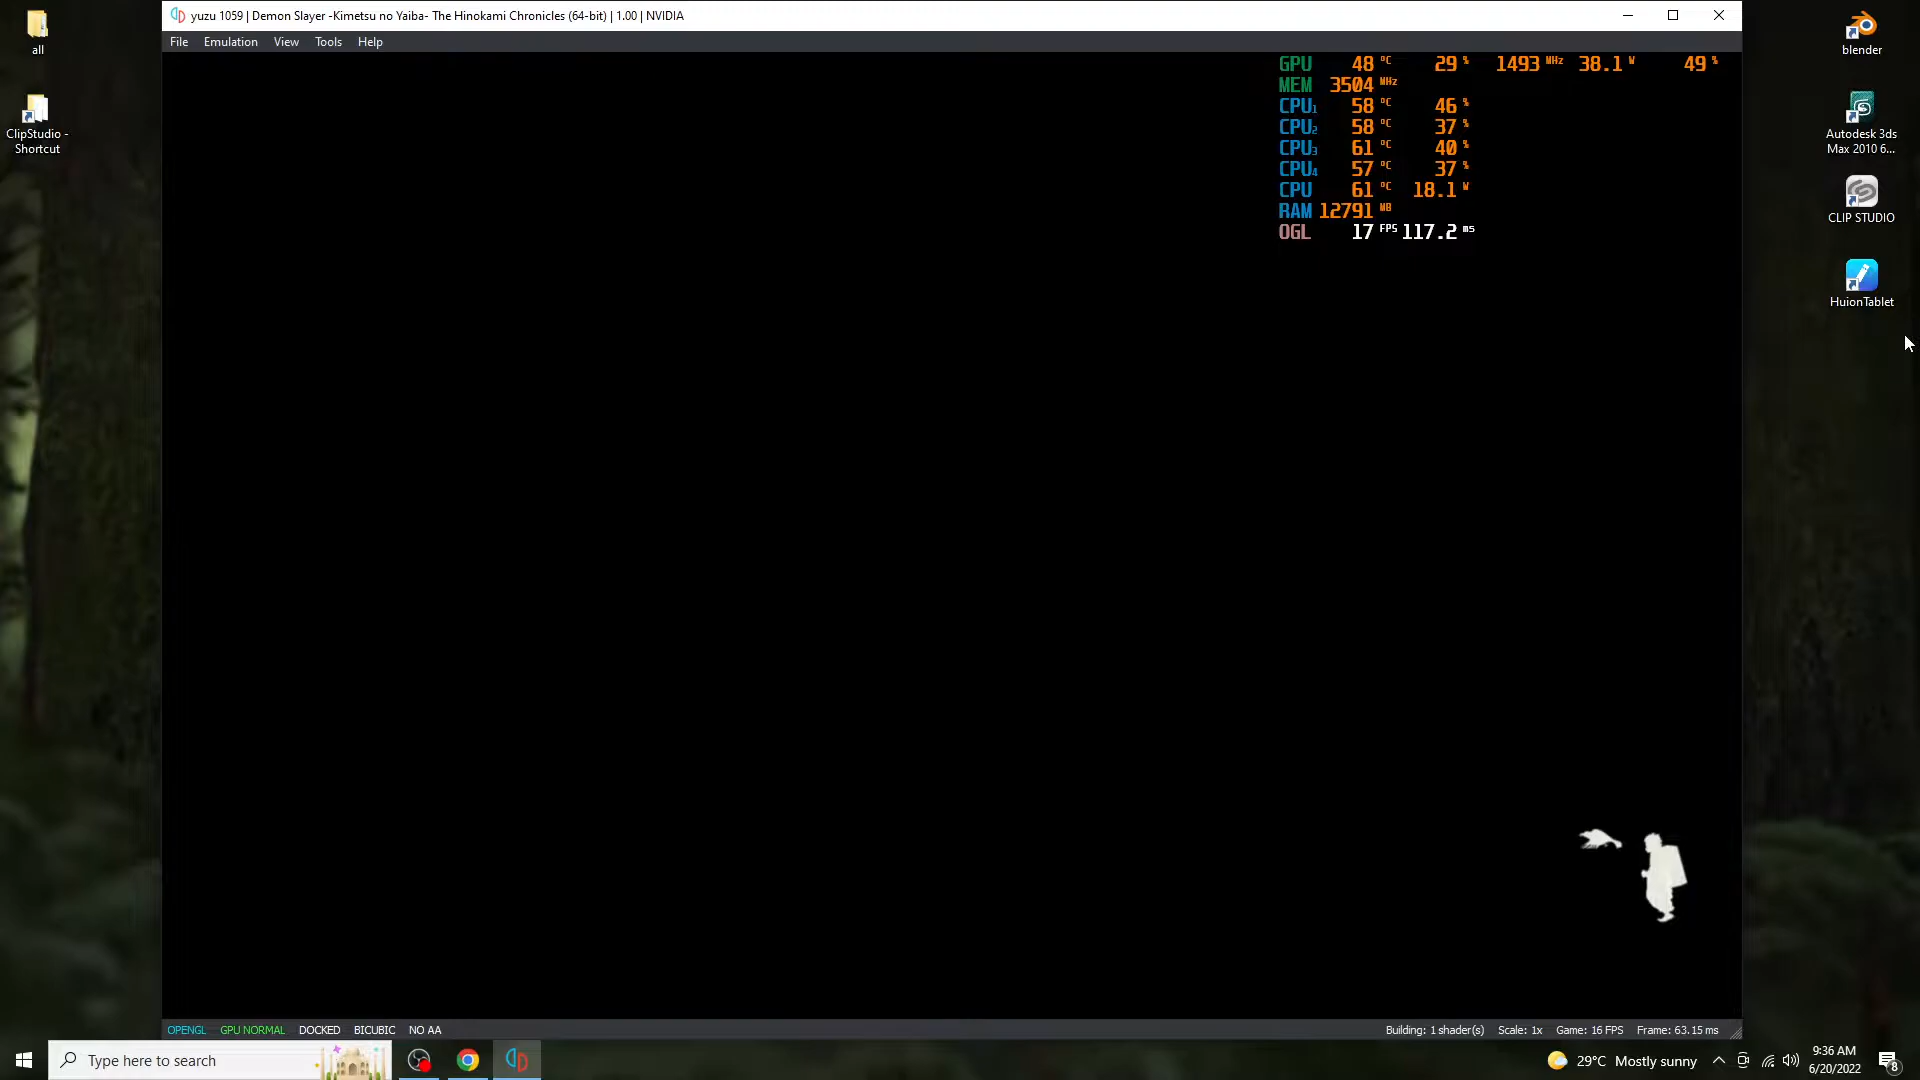 all
ClipStudio -
Shortcut
yuzu 1059 | Demon Slayer -Kimetsu no Yaiba- The Hinokami Chronicles (64-bit) | 1.00 | NVIDIA
File Emulation View Tools Help
GPU 48 °C 29 % 1493 MHz 38.1 W 49 %
MEM 3504 MHz
CPU1 58 °C 46 %
CPU2 58 °C 37 %
CPU3 61 °C 40 %
CPU4 57 °C 37 %
CPU 61 °C 18.1 W
RAM 12791 MB
OGL 17 FPS 117.2 ms
blender
Autodesk 3ds
Max 2010 6...
CLIP STUDIO
HuionTablet
OPENGL GPU NORMAL DOCKED BICUBIC NO AA
Building: 1 shader(s) Scale: 1x Game: 16 FPS Frame: 63.15 ms
Type here to search
29°C Mostly sunny
9:36 AM
6/20/2022
8